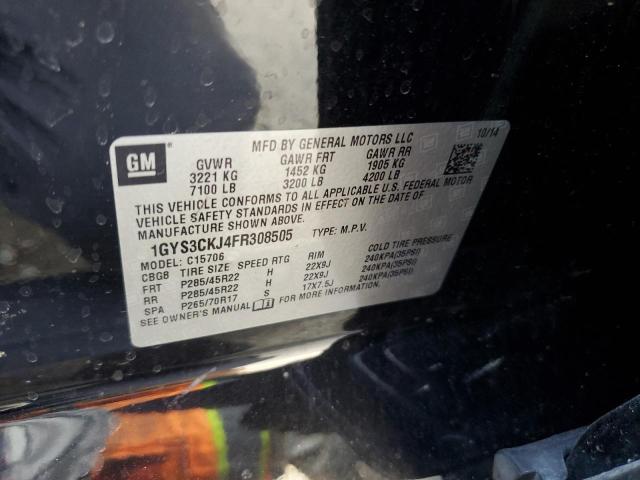 GM
MFD BY GENERAL MOTORS LLC 10/14
GVWR GAWR FRT GAWR RR
3221 KG 1452 KG 1905 KG
7100 LB 3200 LB 4200 LB
THIS VEHICLE CONFORMS TO ALL APPLICABLE U.S. FEDERAL MOTOR
VEHICLE SAFETY STANDARDS IN EFFECT ON THE DATE OF
MANUFACTURE SHOWN ABOVE.
1GYS3CKJ4FR308505 TYPE: M.P.V.
MODEL: C15706
CBG8 TIRE SIZE SPEED RTG RIM COLD TIRE PRESSURE
FRT P285/45R22 H 22X9J 240KPA(35PSI)
RR P285/45R22 H 22X9J 240KPA(35PSI)
SPA P265/70R17 S 17X7.5J 240KPA(35PSI)
SEE OWNER'S MANUAL FOR MORE INFORMATION.